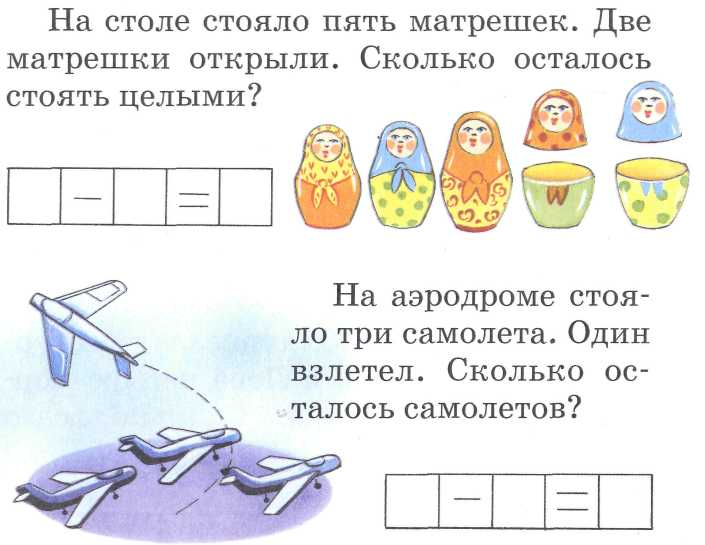 На столе стояло пять матрешек. Две
матрешки открыли. Сколько осталось
стоять целыми?
− =
На аэродроме стоя-
ло три самолета. Один
взлетел. Сколько ос-
талось самолетов?
− =